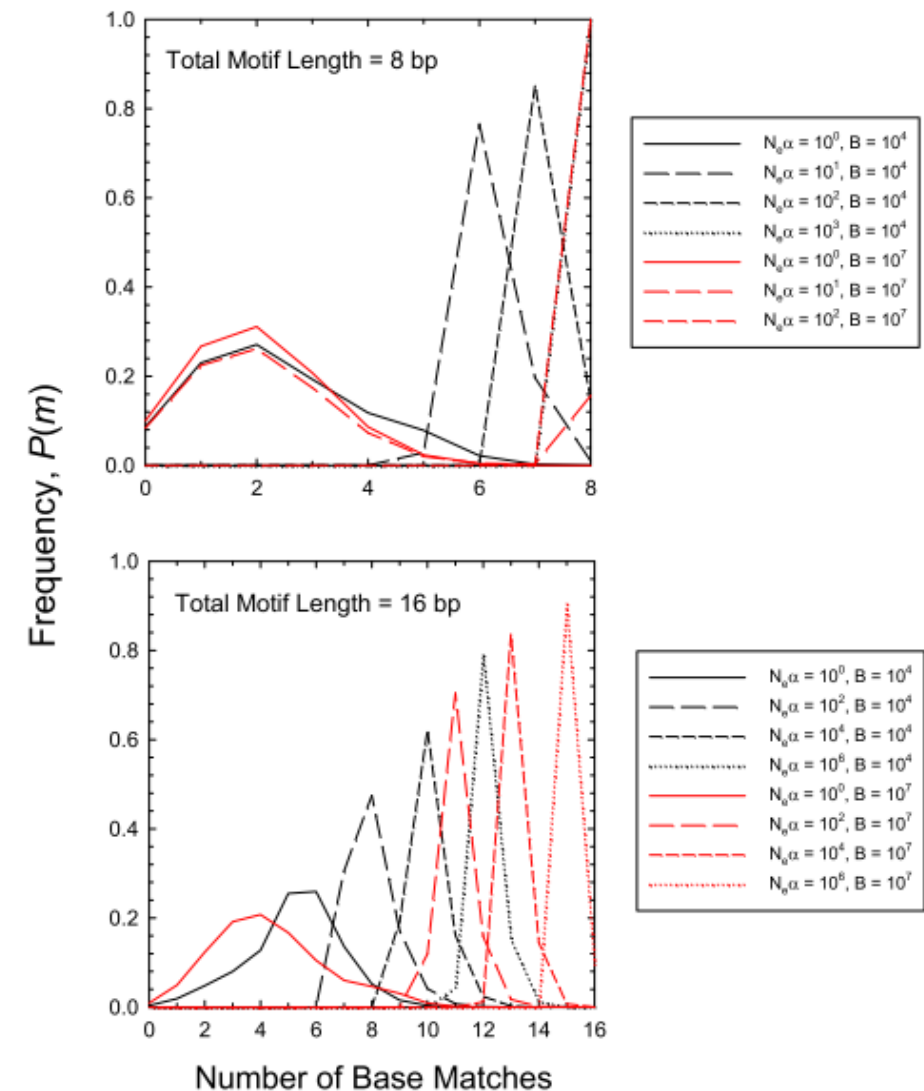 Frequency, P(m)
Total Motif Length = 8 bp
1.0
0.8
0.6
0.4
0.2
0.0
0 2 4 6 8
Nₑα = 10⁰, B = 10⁴
Nₑα = 10¹, B = 10⁴
Nₑα = 10², B = 10⁴
Nₑα = 10³, B = 10⁴
Nₑα = 10⁰, B = 10⁷
Nₑα = 10¹, B = 10⁷
Nₑα = 10², B = 10⁷
Total Motif Length = 16 bp
1.0
0.8
0.6
0.4
0.2
0.0
0 2 4 6 8 10 12 14 16
Nₑα = 10⁰, B = 10⁴
Nₑα = 10², B = 10⁴
Nₑα = 10⁴, B = 10⁴
Nₑα = 10⁶, B = 10⁴
Nₑα = 10⁰, B = 10⁷
Nₑα = 10², B = 10⁷
Nₑα = 10⁴, B = 10⁷
Nₑα = 10⁶, B = 10⁷
Number of Base Matches